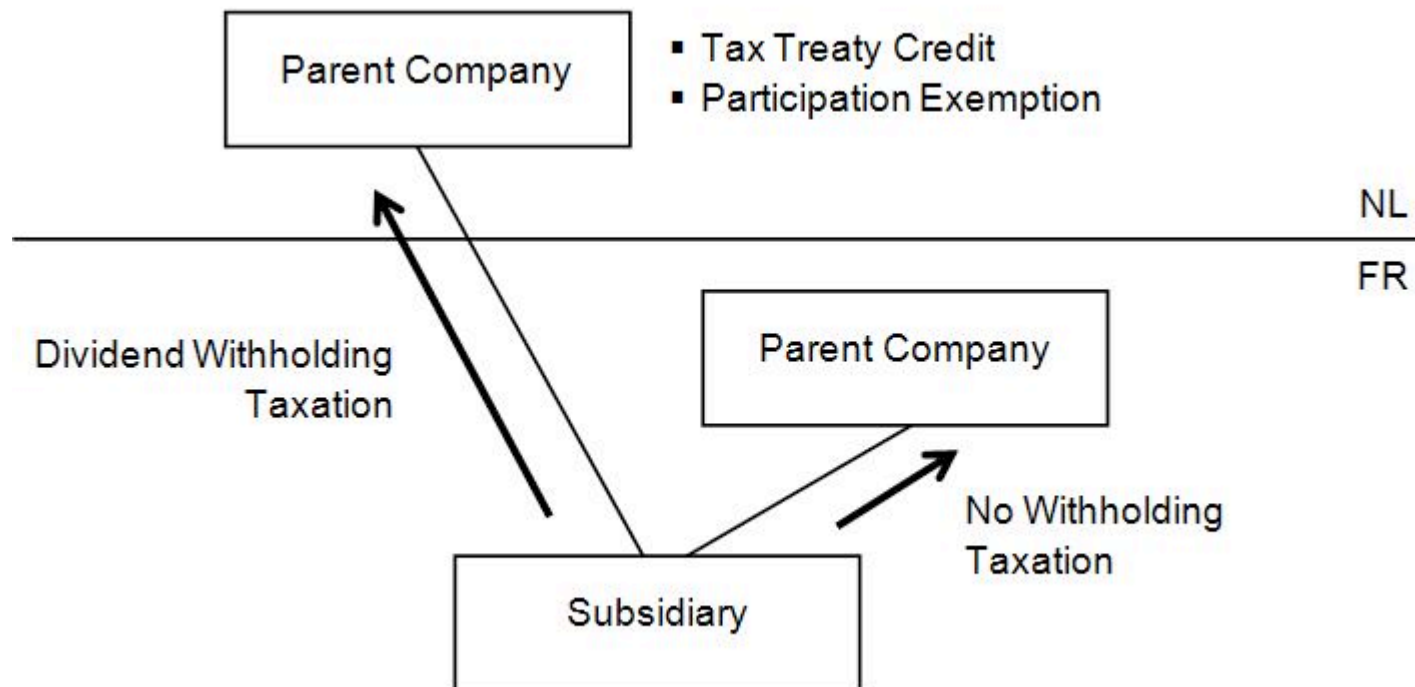 Parent Company
▪ Tax Treaty Credit
▪ Participation Exemption
NL
FR
Parent Company
Dividend Withholding
Taxation
No Withholding
Taxation
Subsidiary